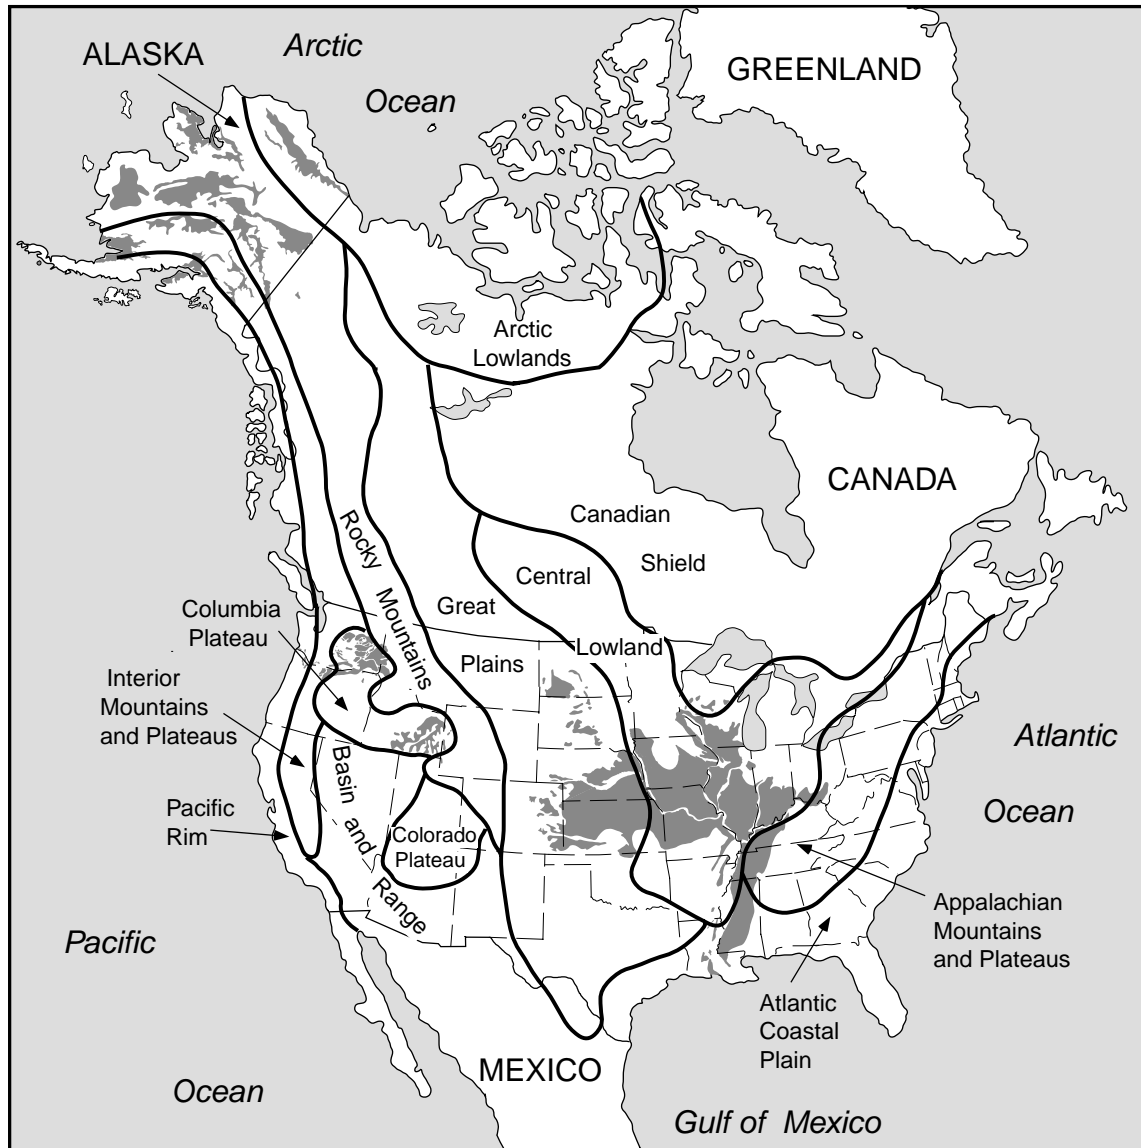 Arctic
Ocean
ALASKA
GREENLAND
Arctic
Lowlands
CANADA
Canadian
Shield
Rocky Mountains
Central
Lowland
Great
Plains
Columbia
Plateau
Interior
Mountains
and Plateaus
Basin and Range
Pacific
Rim
Colorado
Plateau
Atlantic
Ocean
Appalachian
Mountains
and Plateaus
Atlantic
Coastal
Plain
Pacific
Ocean
MEXICO
Gulf of Mexico